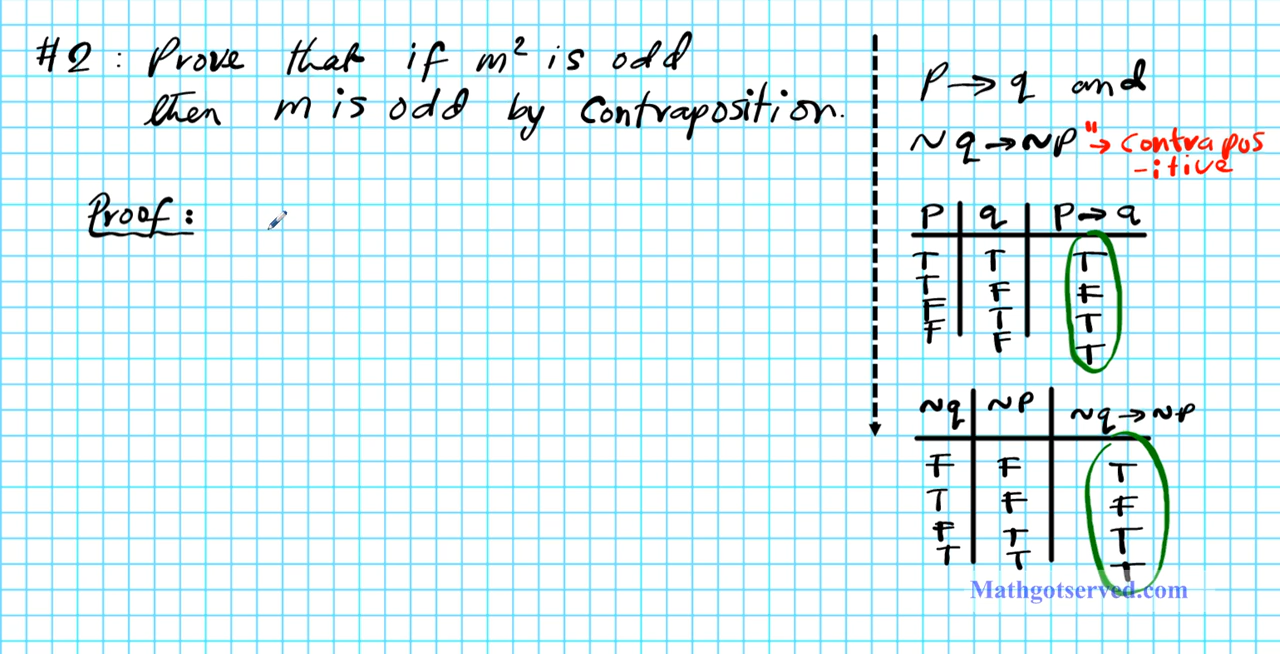 #2 : Prove that if m² is odd
then m is odd by Contraposition.
Proof:
P → q and
~q → ~P " → contrapos
-itive
P q P → q
T T T
T F F
F T T
F F T
~q ~P ~q → ~P
F F T
T F F
F T T
T T T
Mathgotserved.com